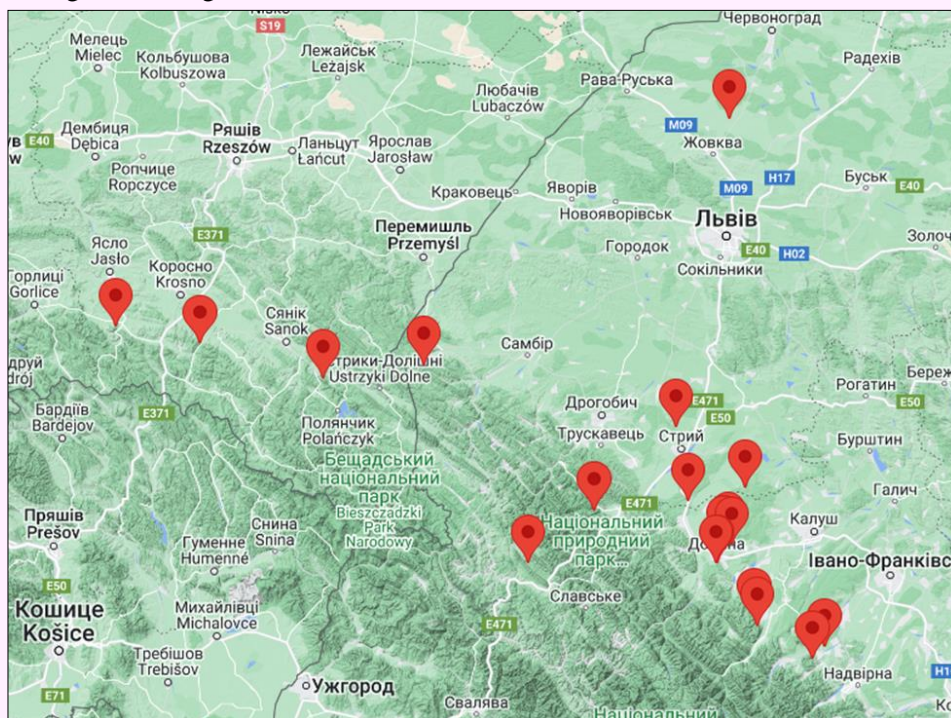 S19
Червоноград
Мелець
Mielec
Кольбушова
Kolbuszowa
Лежайськ
Leżajsk
Рава-Руська
Радехів
Любачів
Lubaczów
E40
Дембиця
Dębica
Ряшів
Rzeszów
Ланьцут
Łańcut
Ярослав
Jarosław
M09
Жовква
Ропчице
Ropczyce
Краковець
Яворів
M09
H17
Буськ
E40
Новояворівськ
Львів
E371
Перемишль
Przemyśl
Городок
E40
H02
Золоч
Сокільники
Ясло
Jasło
Коросно
Krosno
орлиці
Gorlice
Сянік
Sanok
Самбір
Ustrzyki Dolne
друй
drój
Рогатин
Береж
E50
E371
Бардіїв
Bardejov
Полянчик
Polańczyk
Дрогобич
Трускавець
E471
E50
Стрий
Бурштин
Бещадський
національний
парк
Bieszczadzki
Park
Narodowy
E471
Галич
Національний
природний
парк...
Калуш
Пряшів
Prešov
Снина
Snina
Гуменне
Humenné
Івано-Франківс
E50
Славське
Кошице
Košice
Михайлівці
Michalovce
E471
Требішов
Trebišov
Надвірна
E71
Ужгород
Свалява
Національний